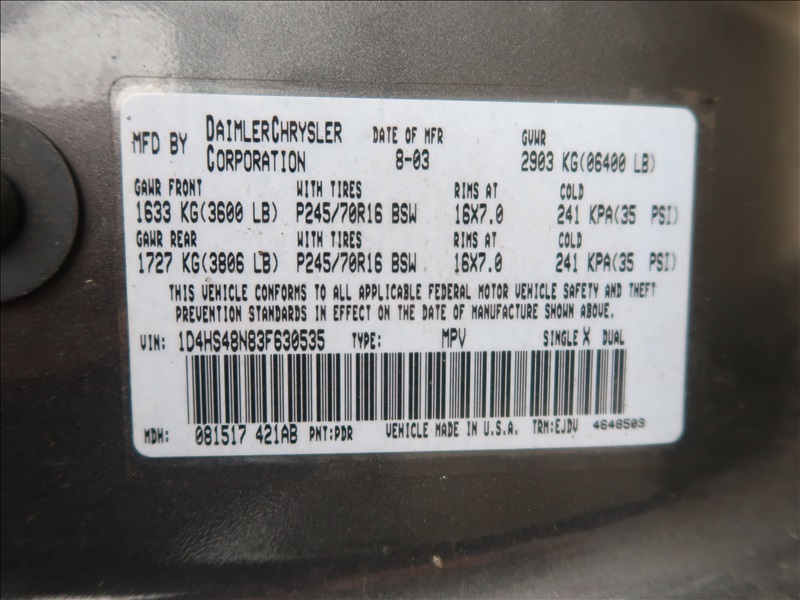 MFD BY DAIMLERCHRYSLER CORPORATION DATE OF MFR 8-03 GVWR 2903 KG(06400 LB)
GAWR FRONT WITH TIRES RIMS AT COLD
1633 KG(3600 LB) P245/70R16 BSW 16X7.0 241 KPA(35 PSI)
GAWR REAR WITH TIRES RIMS AT COLD
1727 KG(3806 LB) P245/70R16 BSW 16X7.0 241 KPA(35 PSI)
THIS VEHICLE CONFORMS TO ALL APPLICABLE FEDERAL MOTOR VEHICLE SAFETY AND THEFT
PREVENTION STANDARDS IN EFFECT ON THE DATE OF MANUFACTURE SHOWN ABOVE.
VIN: 1D4HS48N83F630535 TYPE: MPV SINGLE X DUAL
MDH: 081517 421AB PNT:PDR VEHICLE MADE IN U.S.A. TRM:EJDV 4648503